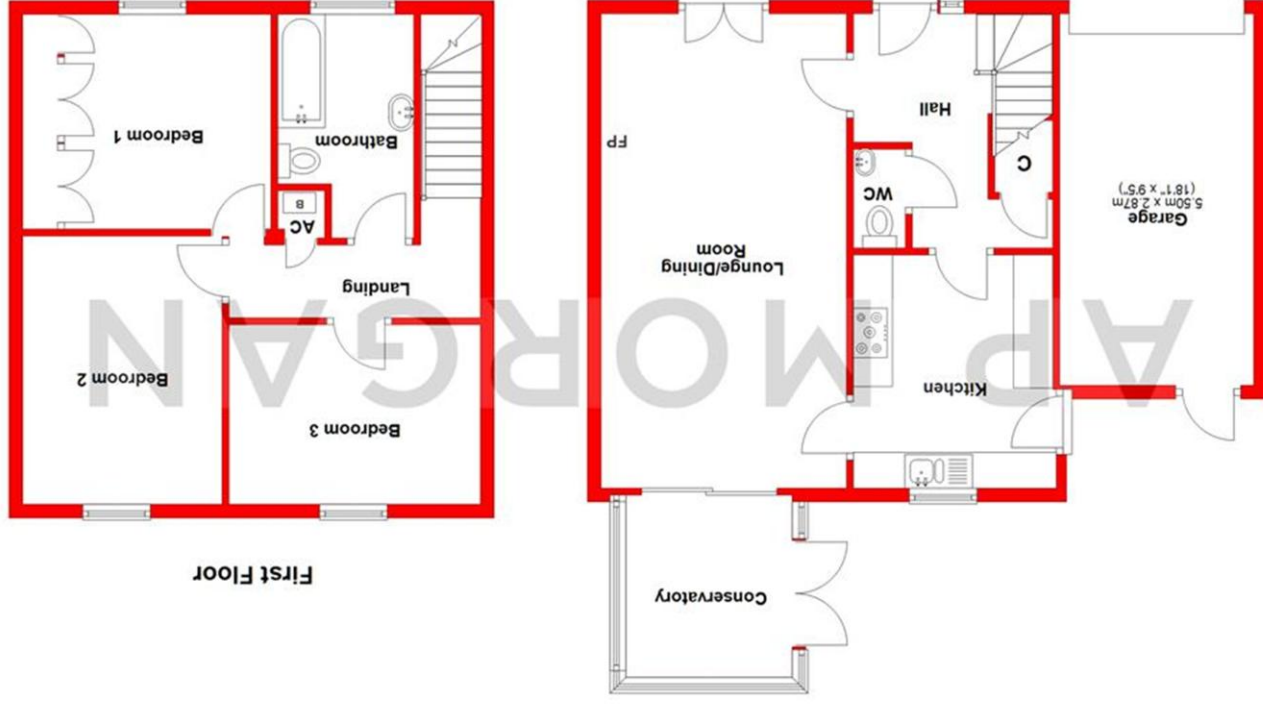 Conservatory
First Floor
Kitchen
Garage
5.50m x 2.87m
(18'1" x 9'5")
WC
C
Hall
Lounge/Dining
Room
FP
Bedroom 3
Bedroom 2
Landing
AC
B
Bathroom
Bedroom 1
AP MORGAN